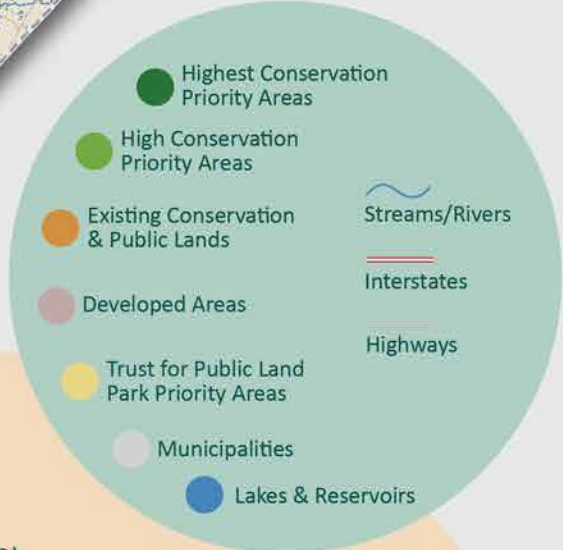 Highest Conservation
Priority Areas
High Conservation
Priority Areas
Existing Conservation
& Public Lands
Developed Areas
Trust for Public Land
Park Priority Areas
Municipalities
Lakes & Reservoirs
Streams/Rivers
Interstates
Highways